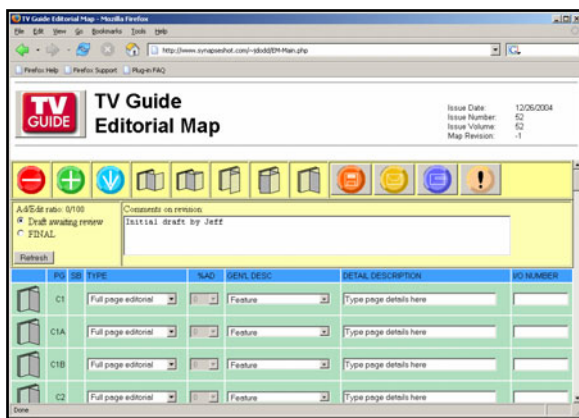 TV Guide Editorial Map - Mozilla Firefox
File Edit View Go Bookmarks Tools Help
http://www.synapseshot.com/~jdodd/EM-Main.php
Firefox Help Firefox Support Plug-in FAQ
TV GUIDE
TV Guide
Editorial Map
Issue Date: 12/26/2004
Issue Number: 52
Issue Volume: 52
Map Revision: -1
Ad/Edit ratio: 0/100 Comments on revision:
Draft awaiting review Initial draft by Jeff
FINAL
Refresh
PG SB TYPE %AD GEN'L DESC DETAIL DESCRIPTION I/O NUMBER
C1 Full page editorial 0 Feature Type page details here
C1A Full page editorial 0 Feature Type page details here
C1B Full page editorial 0 Feature Type page details here
C2 Full page editorial 0 Feature Type page details here
Done